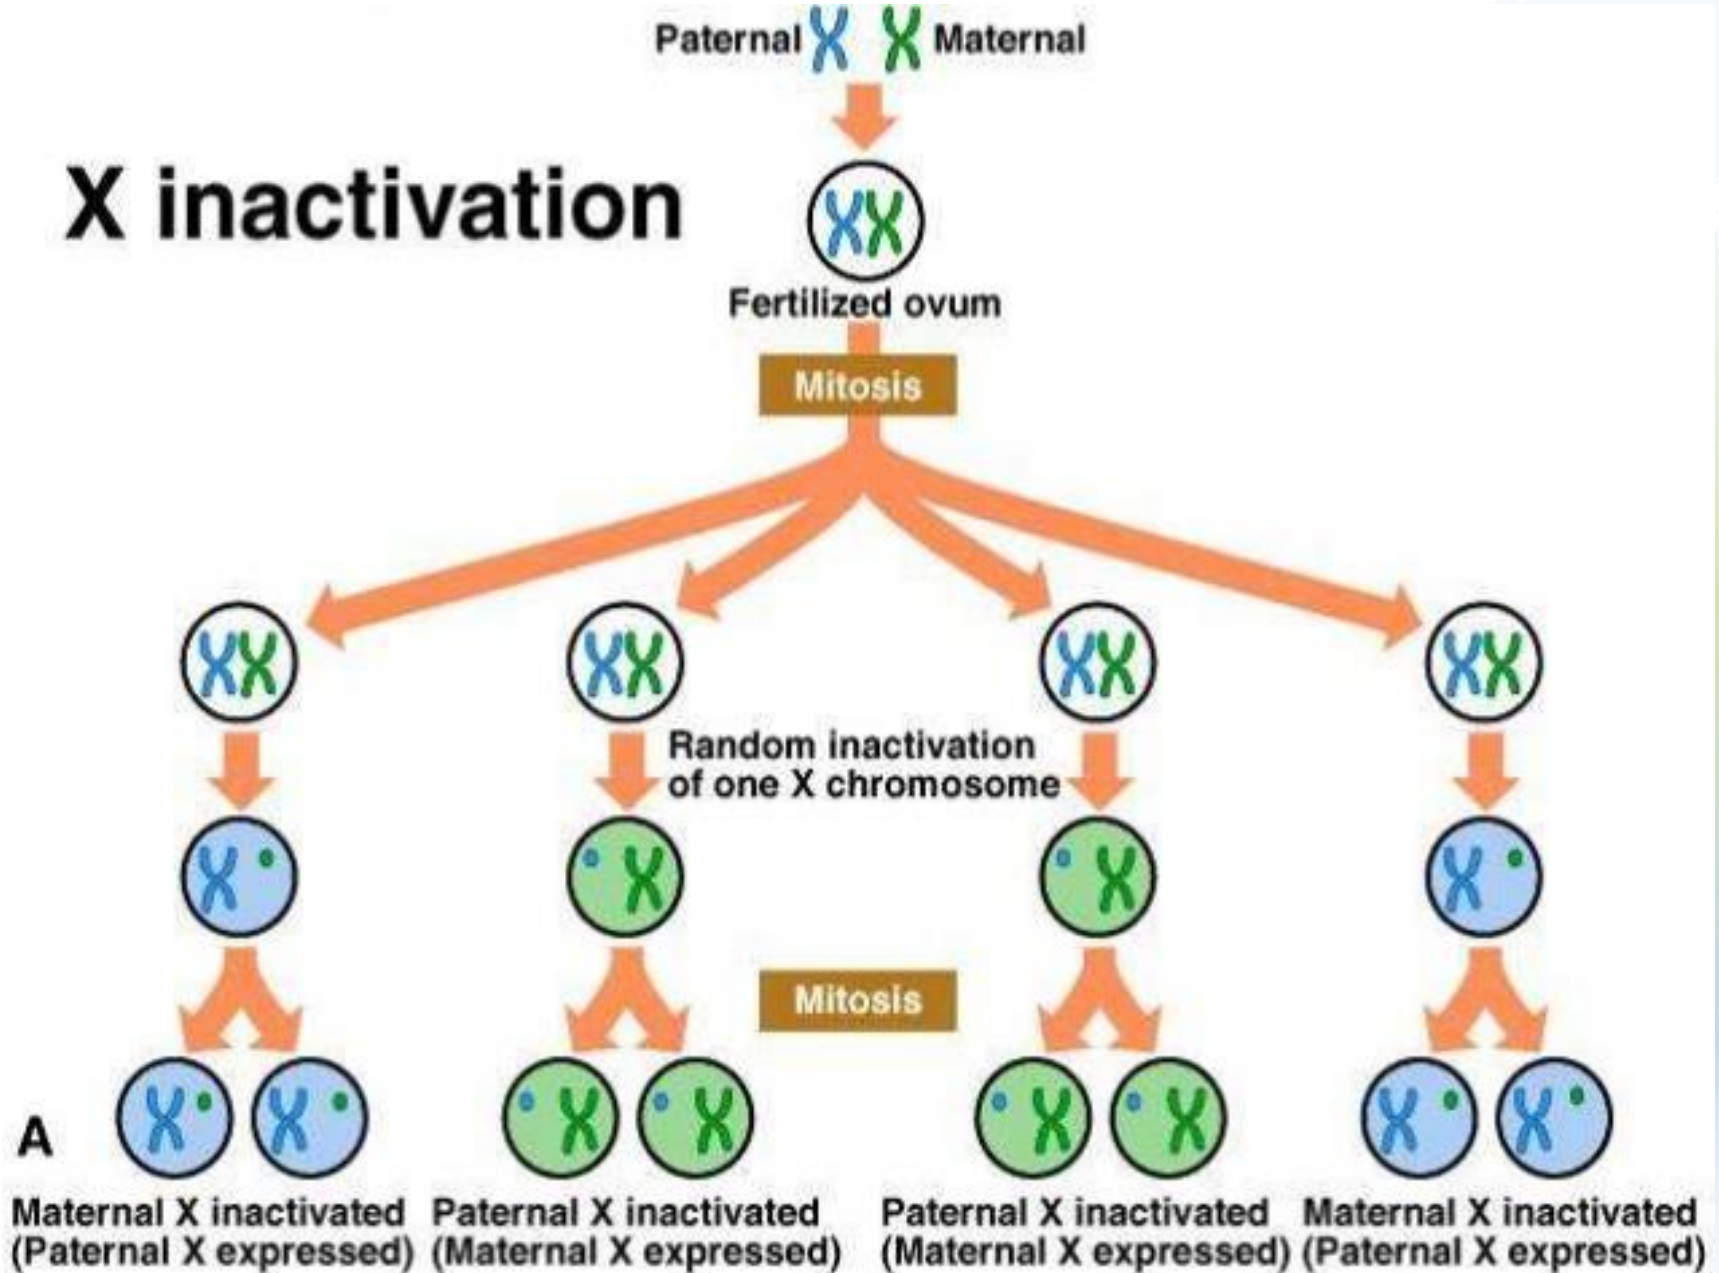 Paternal Maternal
X inactivation
Fertilized ovum
Mitosis
Random inactivation
of one X chromosome
Mitosis
A
Maternal X inactivated
(Paternal X expressed)
Paternal X inactivated
(Maternal X expressed)
Paternal X inactivated
(Maternal X expressed)
Maternal X inactivated
(Paternal X expressed)